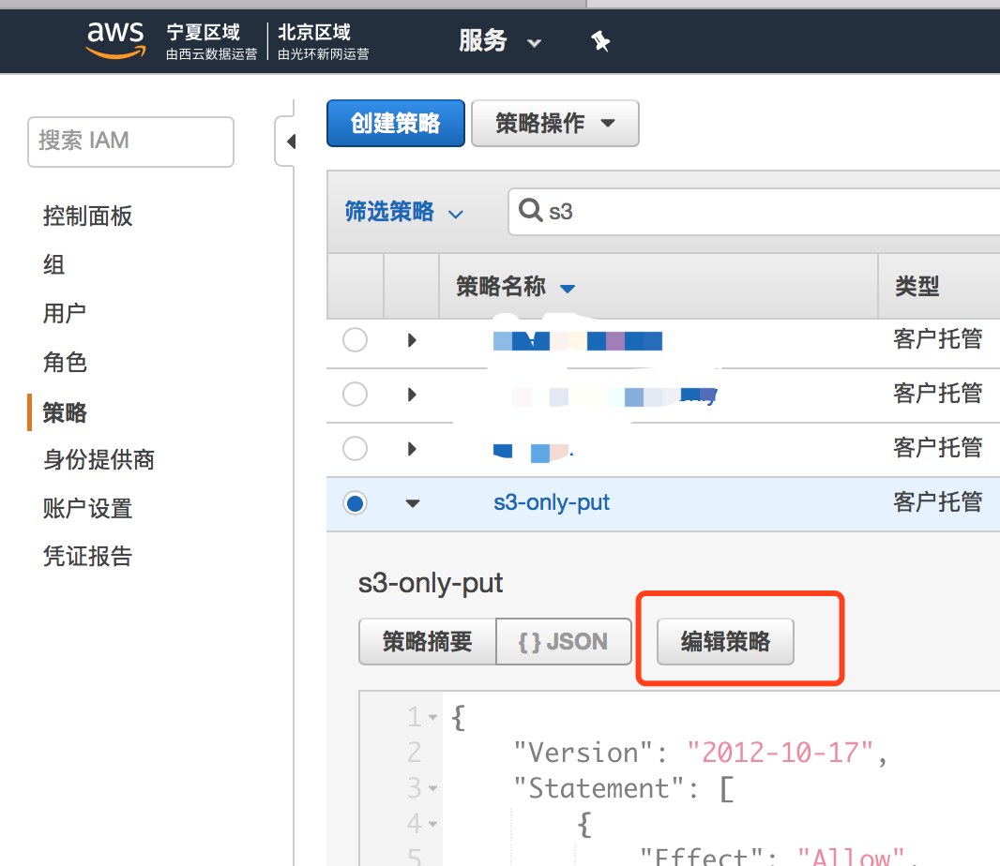 aws 宁夏区域 北京区域 服务
由西云数据运营 由光环新网运营
创建策略 策略操作
搜索 IAM
筛选策略 s3
控制面板
组
用户
角色
策略
身份提供商
账户设置
凭证报告
策略名称 类型
客户托管
客户托管
客户托管
s3-only-put 客户托管
s3-only-put
策略摘要 { } JSON 编辑策略
1 {
2 "Version": "2012-10-17",
3 "Statement": [
4 {
5 "Effect": "Allow",